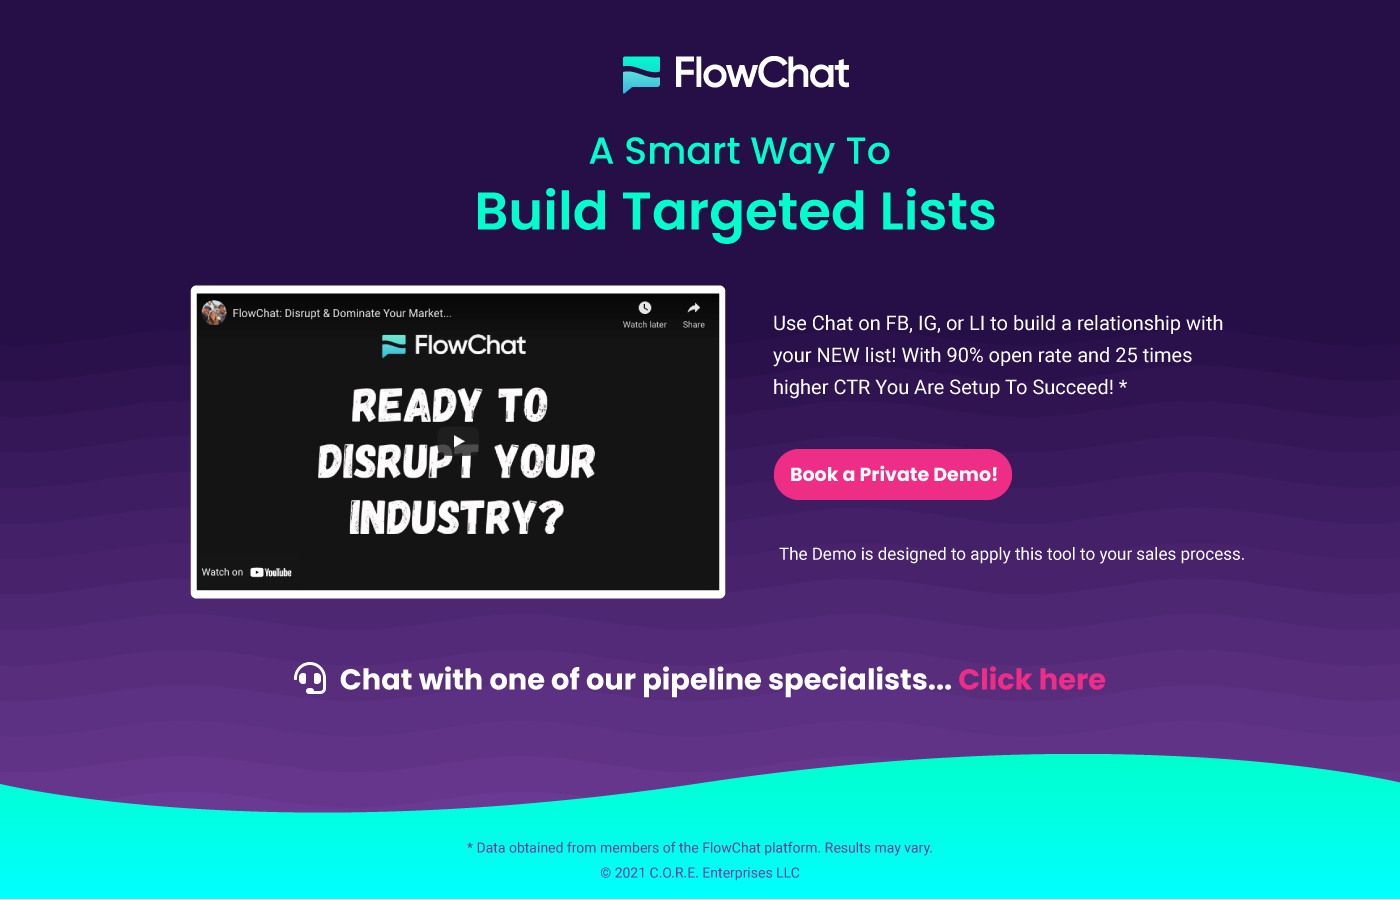 FlowChat
A Smart Way To
Build Targeted Lists
FlowChat: Disrupt & Dominate Your Market...
Watch later
Share
FlowChat
READY TO
DISRUPT YOUR
INDUSTRY?
Watch on YouTube
Use Chat on FB, IG, or LI to build a relationship with
your NEW list! With 90% open rate and 25 times
higher CTR You Are Setup To Succeed! *
Book a Private Demo!
The Demo is designed to apply this tool to your sales process.
Chat with one of our pipeline specialists... Click here
* Data obtained from members of the FlowChat platform. Results may vary.
© 2021 C.O.R.E. Enterprises LLC